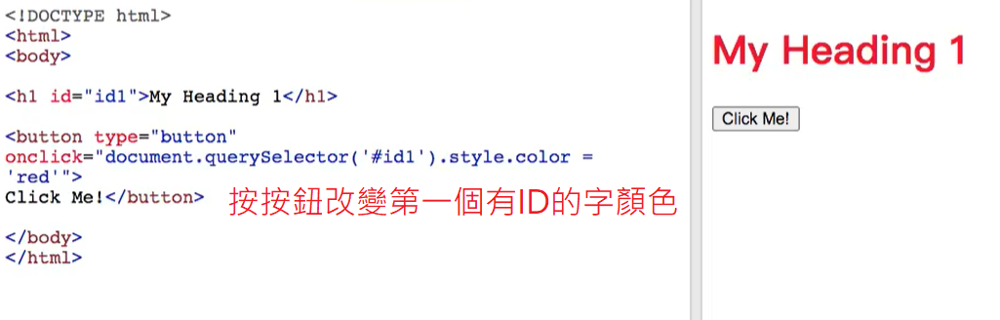 <!DOCTYPE html>
<html>
<body>
<h1 id="id1">My Heading 1</h1>
<button type="button"
onclick="document.querySelector('#id1').style.color =
'red'">
Click Me!</button>
按按鈕改變第一個有ID的字顏色
</body>
</html>
My Heading 1
Click Me!